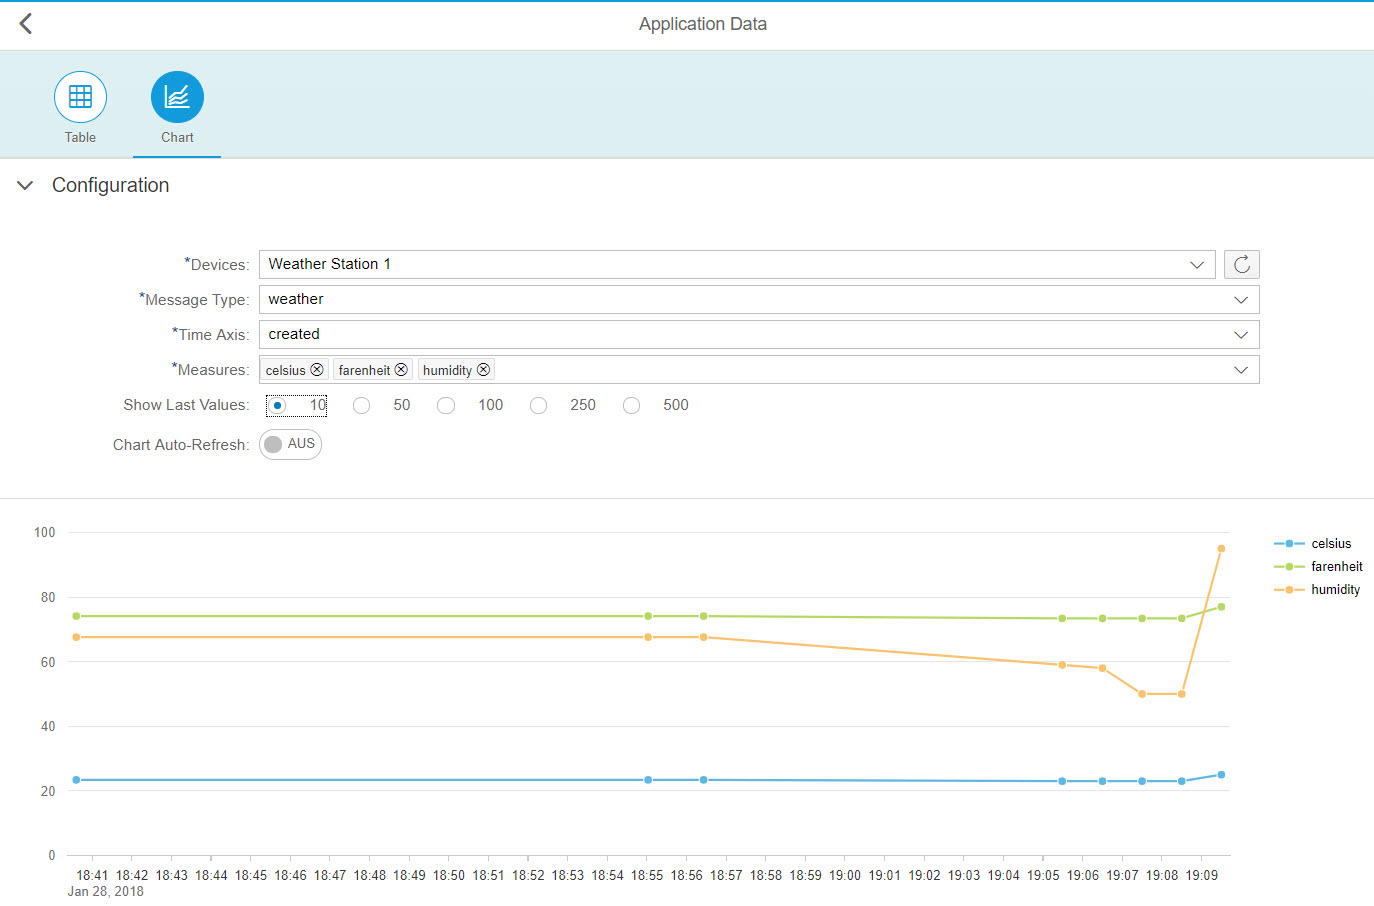 Application Data
Table
Chart
Configuration
*Devices: Weather Station 1
*Message Type: weather
*Time Axis: created
*Measures: celsius farenheit humidity
Show Last Values: 10 50 100 250 500
Chart Auto-Refresh: AUS
100
80
60
40
20
0
celsius
farenheit
humidity
18:41 18:42 18:43 18:44 18:45 18:46 18:47 18:48 18:49 18:50 18:51 18:52 18:53 18:54 18:55 18:56 18:57 18:58 18:59 19:00 19:01 19:02 19:03 19:04 19:05 19:06 19:07 19:08 19:09
Jan 28, 2018